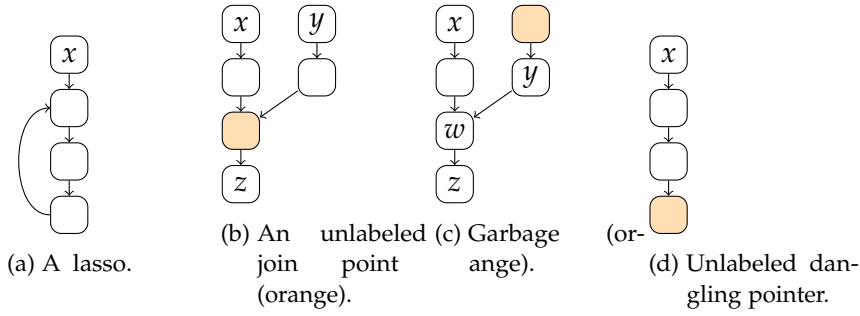 x
x
y
x
x
y
w
z
z
(a) A lasso.
(b) An unlabeled
join point
(orange).
(c) Garbage (or-
ange).
(d) Unlabeled dan-
gling pointer.